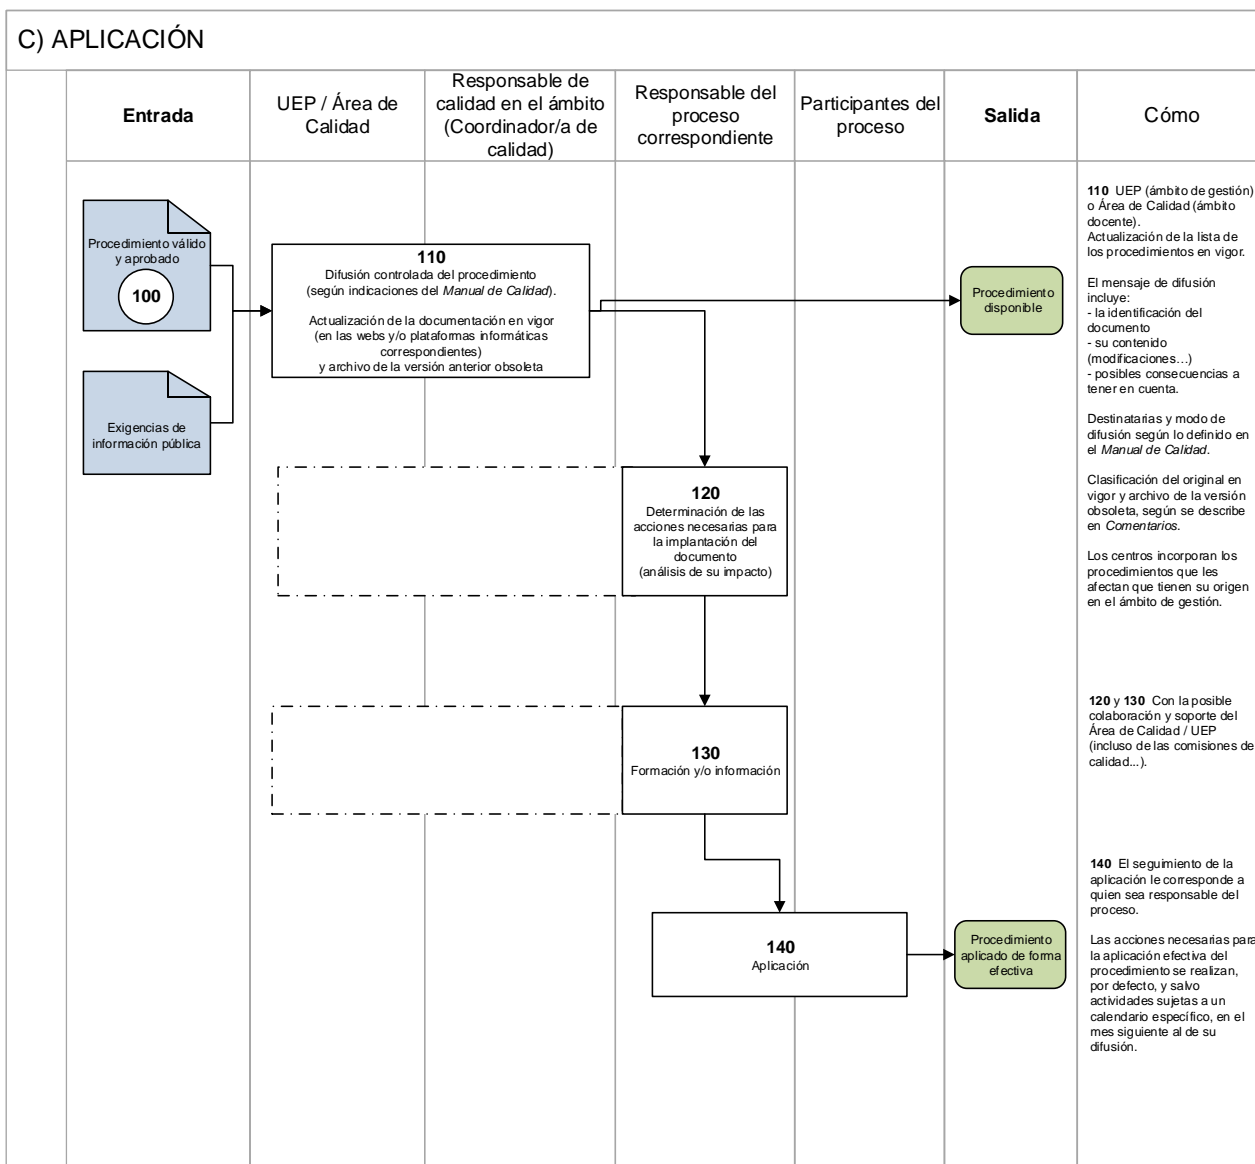 C) APLICACIÓN
Entrada
UEP / Área de
Calidad
Responsable de
calidad en el ámbito
(Coordinador/a de
calidad)
Responsable del
proceso
correspondiente
Participantes del
proceso
Salida
Cómo
Procedimiento válido
y aprobado
100
Exigencias de
información pública
110
Difusión controlada del procedimiento
(según indicaciones del Manual de Calidad).
Actualización de la documentación en vigor
(en las webs y/o plataformas informáticas
correspondientes)
y archivo de la versión anterior obsoleta
Procedimiento
disponible
120
Determinación de las
acciones necesarias para
la implantación del
documento
(análisis de su impacto)
130
Formación y/o información
140
Aplicación
Procedimiento
aplicado de forma
efectiva
110 UEP (ámbito de gestión)
o Área de Calidad (ámbito
docente).
Actualización de la lista de
los procedimientos en vigor.
El mensaje de difusión
incluye:
- la identificación del
documento
- su contenido
(modificaciones...)
- posibles consecuencias a
tener en cuenta.
Destinatarias y modo de
difusión según lo definido en
el Manual de Calidad.
Clasificación del original en
vigor y archivo de la versión
obsoleta, según se describe
en Comentarios.
Los centros incorporan los
procedimientos que les
afectan que tienen su origen
en el ámbito de gestión.
120 y 130 Con la posible
colaboración y soporte del
Área de Calidad / UEP
(incluso de las comisiones de
calidad...).
140 El seguimiento de la
aplicación le corresponde a
quien sea responsable del
proceso.
Las acciones necesarias para
la aplicación efectiva del
procedimiento se realizan,
por defecto, y salvo
actividades sujetas a un
calendario específico, en el
mes siguiente al de su
difusión.